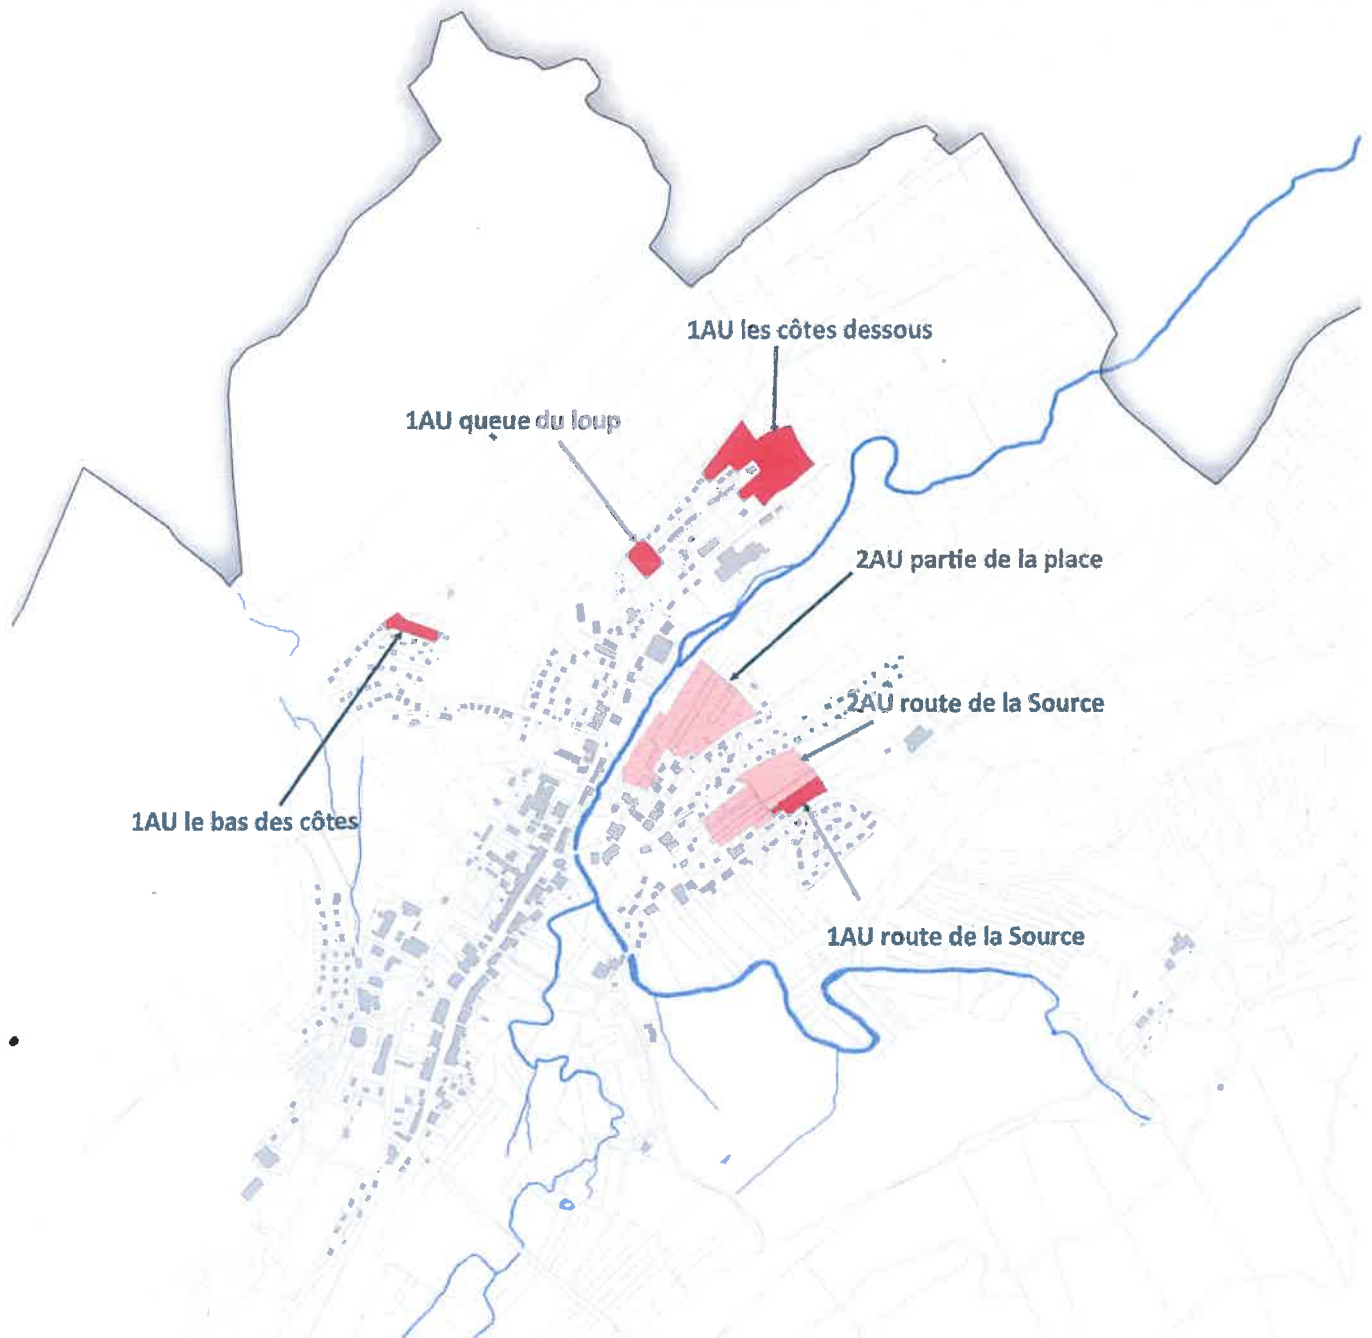 1AU les côtes dessous
1AU queue du loup
2AU partie de la place
2AU route de la Source
1AU le bas des côtes
1AU route de la Source